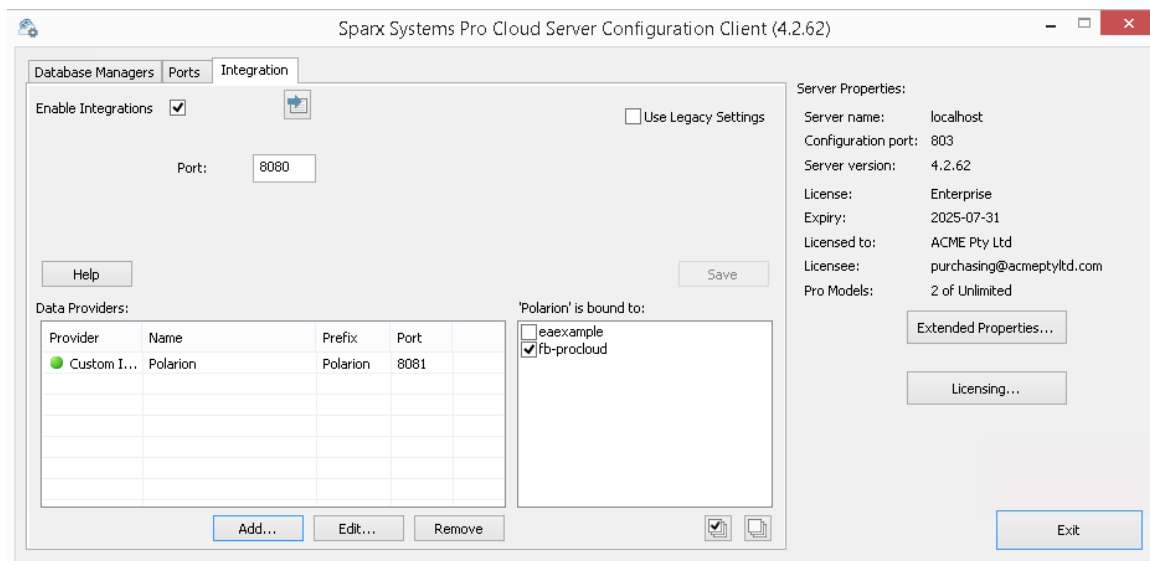 Sparx Systems Pro Cloud Server Configuration Client (4.2.62)
Database Managers Ports Integration
Enable Integrations
Use Legacy Settings
Port: 8080
Help
Save
Data Providers:
Provider Name Prefix Port
Custom I... Polarion Polarion 8081
Add... Edit... Remove
'Polarion' is bound to:
eaexample
fb-procloud
Server Properties:
Server name: localhost
Configuration port: 803
Server version: 4.2.62
License: Enterprise
Expiry: 2025-07-31
Licensed to: ACME Pty Ltd
Licensee: purchasing@acmeptyltd.com
Pro Models: 2 of Unlimited
Extended Properties...
Licensing...
Exit